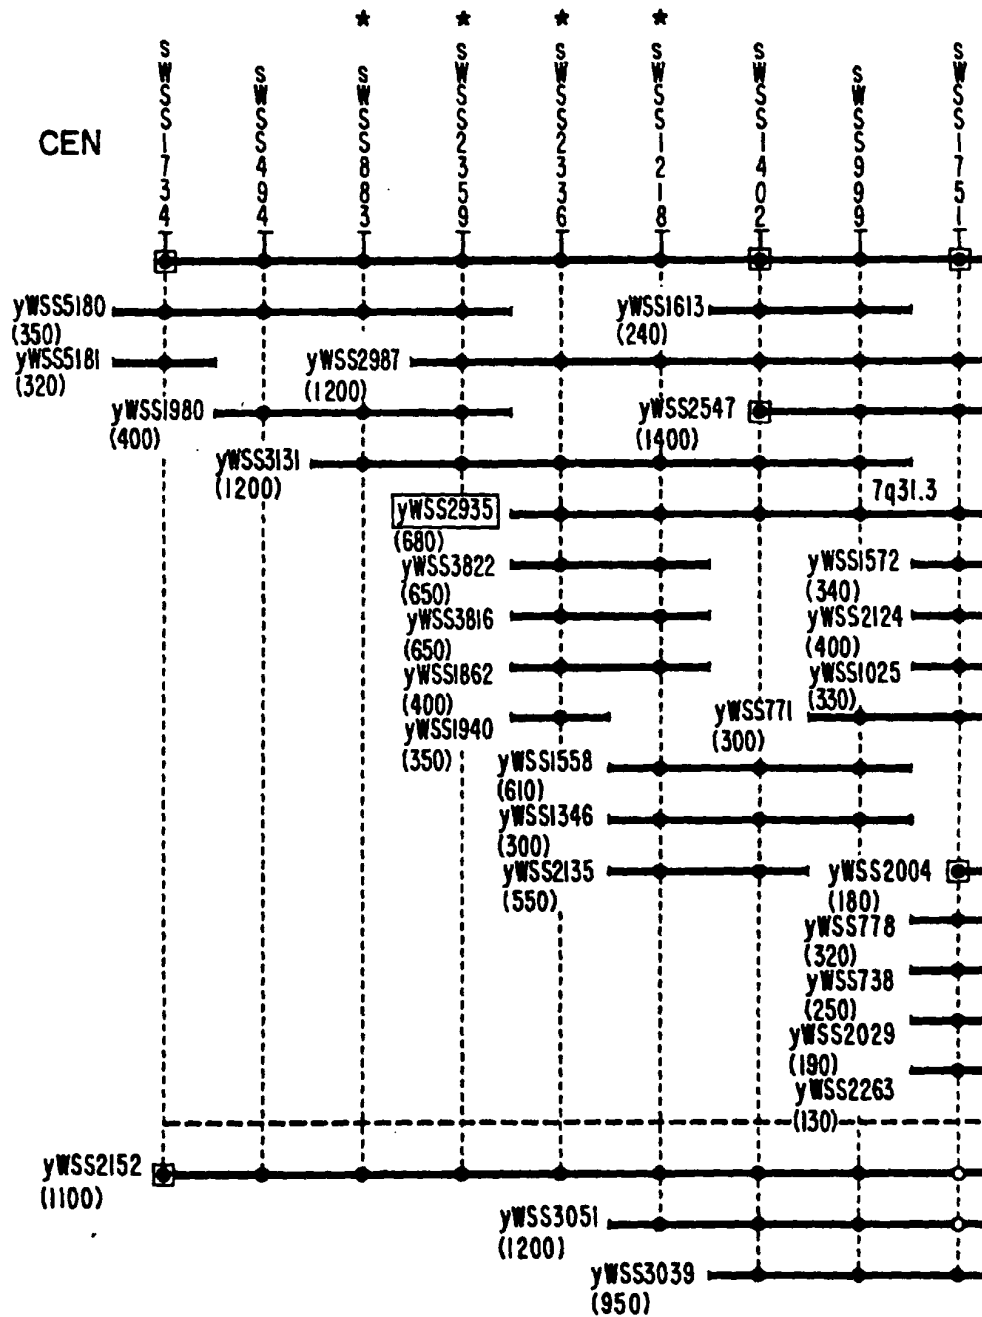 * * * *
sWSS1734
sWSS494
sWSS883
sWSS2359
sWSS2336
sWSS1218
sWSS1402
sWSS999
sWSS1751
CEN
yWSS5180
(350)
yWSS1613
(240)
yWSS5181
(320)
yWSS2987
(1200)
yWSS1980
(400)
yWSS2547
(1400)
yWSS3131
(1200)
7q31.3
yWSS2935
(680)
yWSS3822
(650)
yWSS1572
(340)
yWSS3816
(650)
yWSS2124
(400)
yWSS1862
(400)
yWSS1025
(330)
yWSS1940
(350)
yWSS771
(300)
yWSS1558
(610)
yWSS1346
(300)
yWSS2135
(550)
yWSS2004
(180)
yWSS778
(320)
yWSS738
(250)
yWSS2029
(190)
yWSS2263
(130)
yWSS2152
(1100)
yWSS3051
(1200)
yWSS3039
(950)